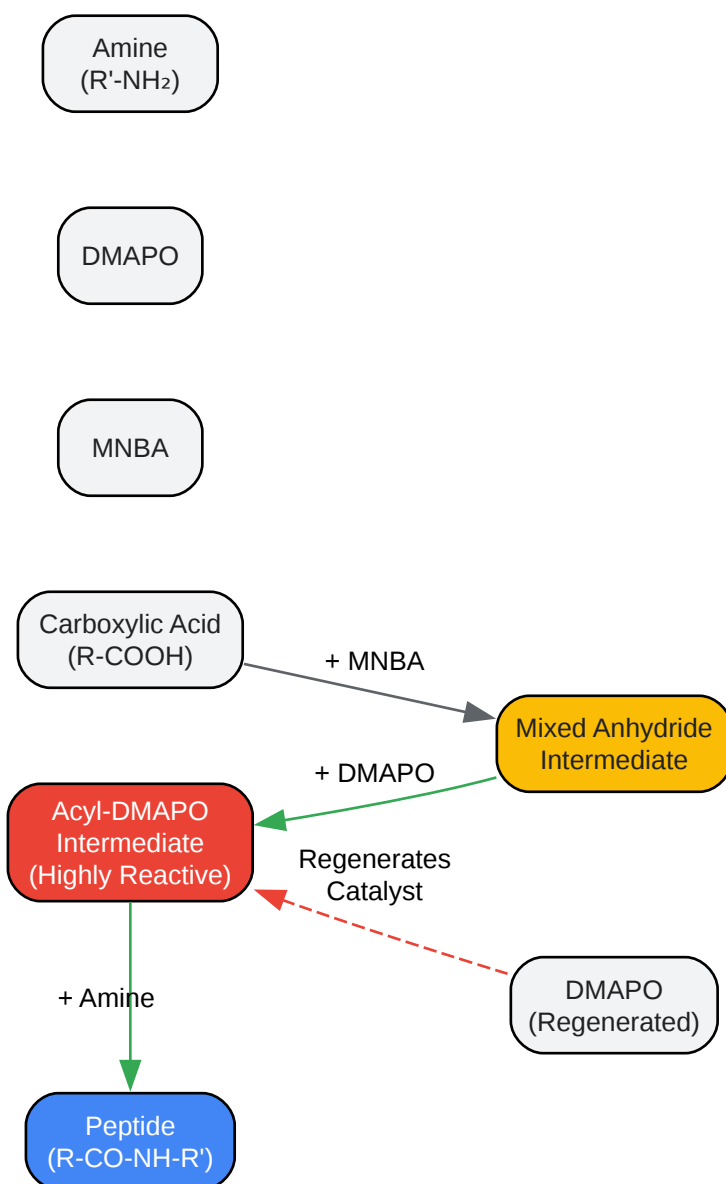 Amine
(R'-NH₂)
DMAPO
MNBA
Carboxylic Acid
(R-COOH)
+ MNBA
Mixed Anhydride
Intermediate
+ DMAPO
Acyl-DMAPO
Intermediate
(Highly Reactive)
Regenerates
Catalyst
DMAPO
(Regenerated)
+ Amine
Peptide
(R-CO-NH-R')